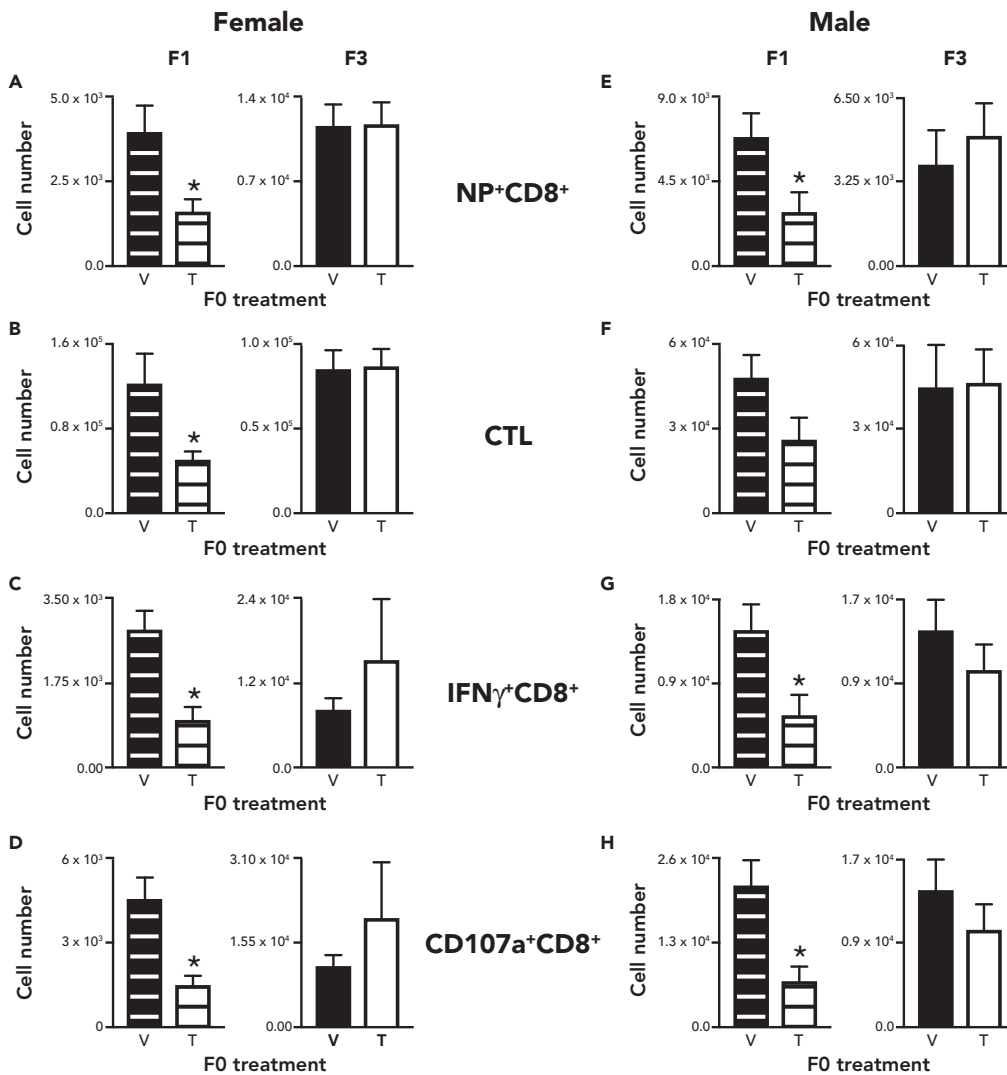 Female Male
F1 F3 F1 F3
A E
5.0 x 10³ 1.4 x 10⁴ 9.0 x 10³ 6.50 x 10³
Cell number Cell number
2.5 x 10³ * 0.7 x 10⁴ NP⁺CD8⁺ 4.5 x 10³ * 3.25 x 10³
0.0 0.0 0.0 0.00
V T V T V T V T
F0 treatment F0 treatment
B F
1.6 x 10⁵ 1.0 x 10⁵ 6 x 10⁴ 6 x 10⁴
Cell number Cell number
0.8 x 10⁵ * 0.5 x 10⁵ CTL 3 x 10⁴ 3 x 10⁴
0.0 0.0 0 0
V T V T V T V T
F0 treatment F0 treatment
C G
3.50 x 10³ 2.4 x 10⁴ 1.8 x 10⁴ 1.7 x 10⁴
Cell number Cell number
1.75 x 10³ * 1.2 x 10⁴ IFNγ⁺CD8⁺ 0.9 x 10⁴ * 0.9 x 10⁴
0.00 0.0 0.0 0.0
V T V T V T V T
F0 treatment F0 treatment
D H
6 x 10³ 3.10 x 10⁴ 2.6 x 10⁴ 1.7 x 10⁴
Cell number Cell number
3 x 10³ * 1.55 x 10⁴ CD107a⁺CD8⁺ 1.3 x 10⁴ * 0.9 x 10⁴
0 0.00 0.0 0.0
V T V T V T V T
F0 treatment F0 treatment